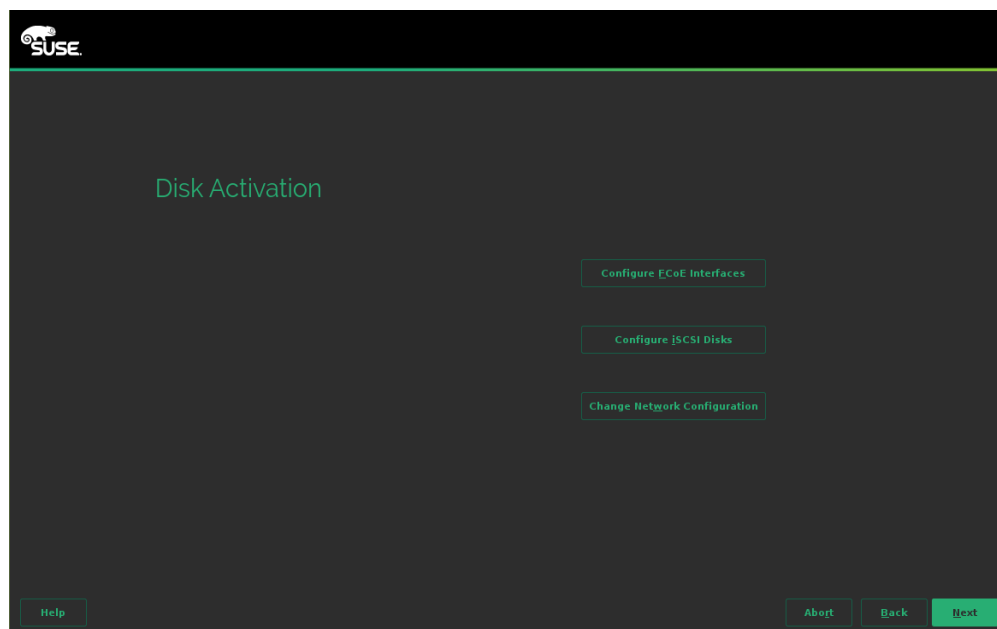 SUSE.
Disk Activation
Configure FCoE Interfaces
Configure iSCSI Disks
Change Network Configuration
Help Abort Back Next